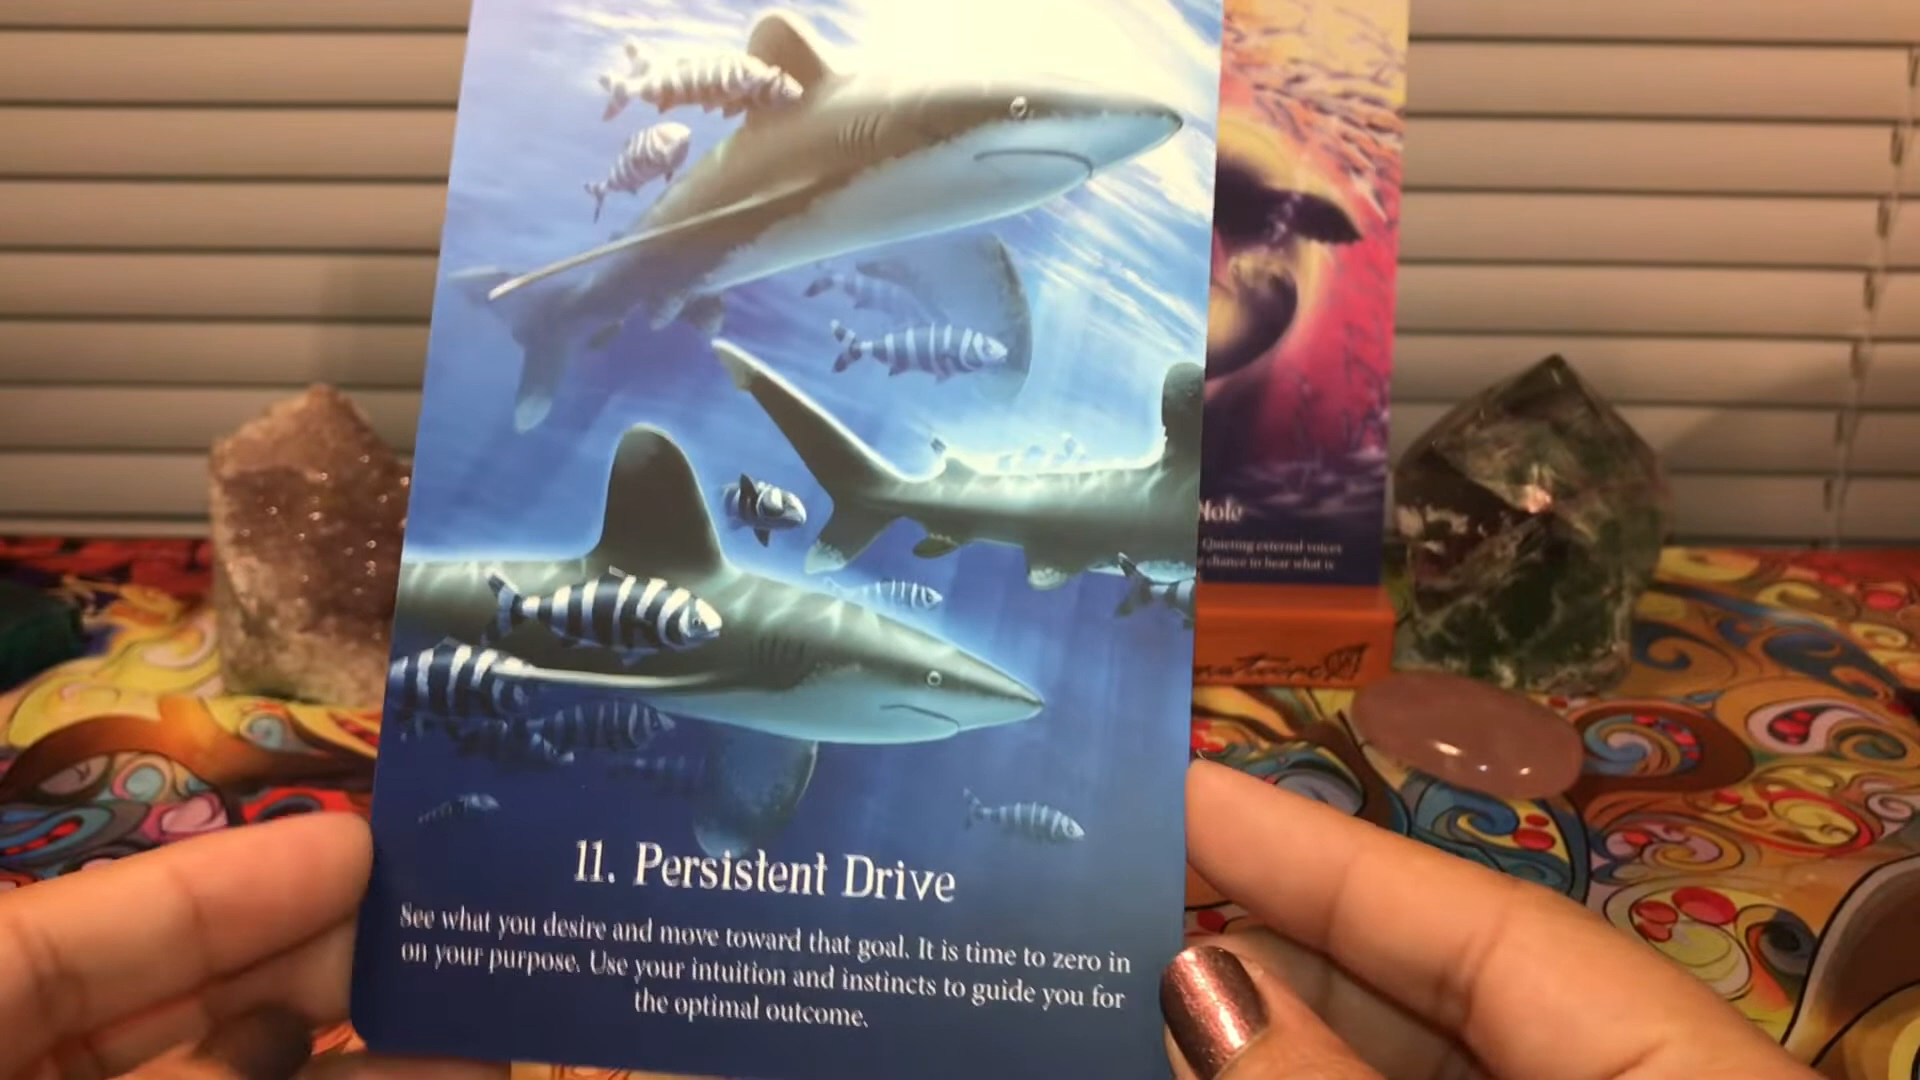 11. Persistent Drive
See what you desire and move toward that goal. It is time to zero in
on your purpose. Use your intuition and instincts to guide you for
the optimal outcome.
Quieting external voices
chance to hear what is